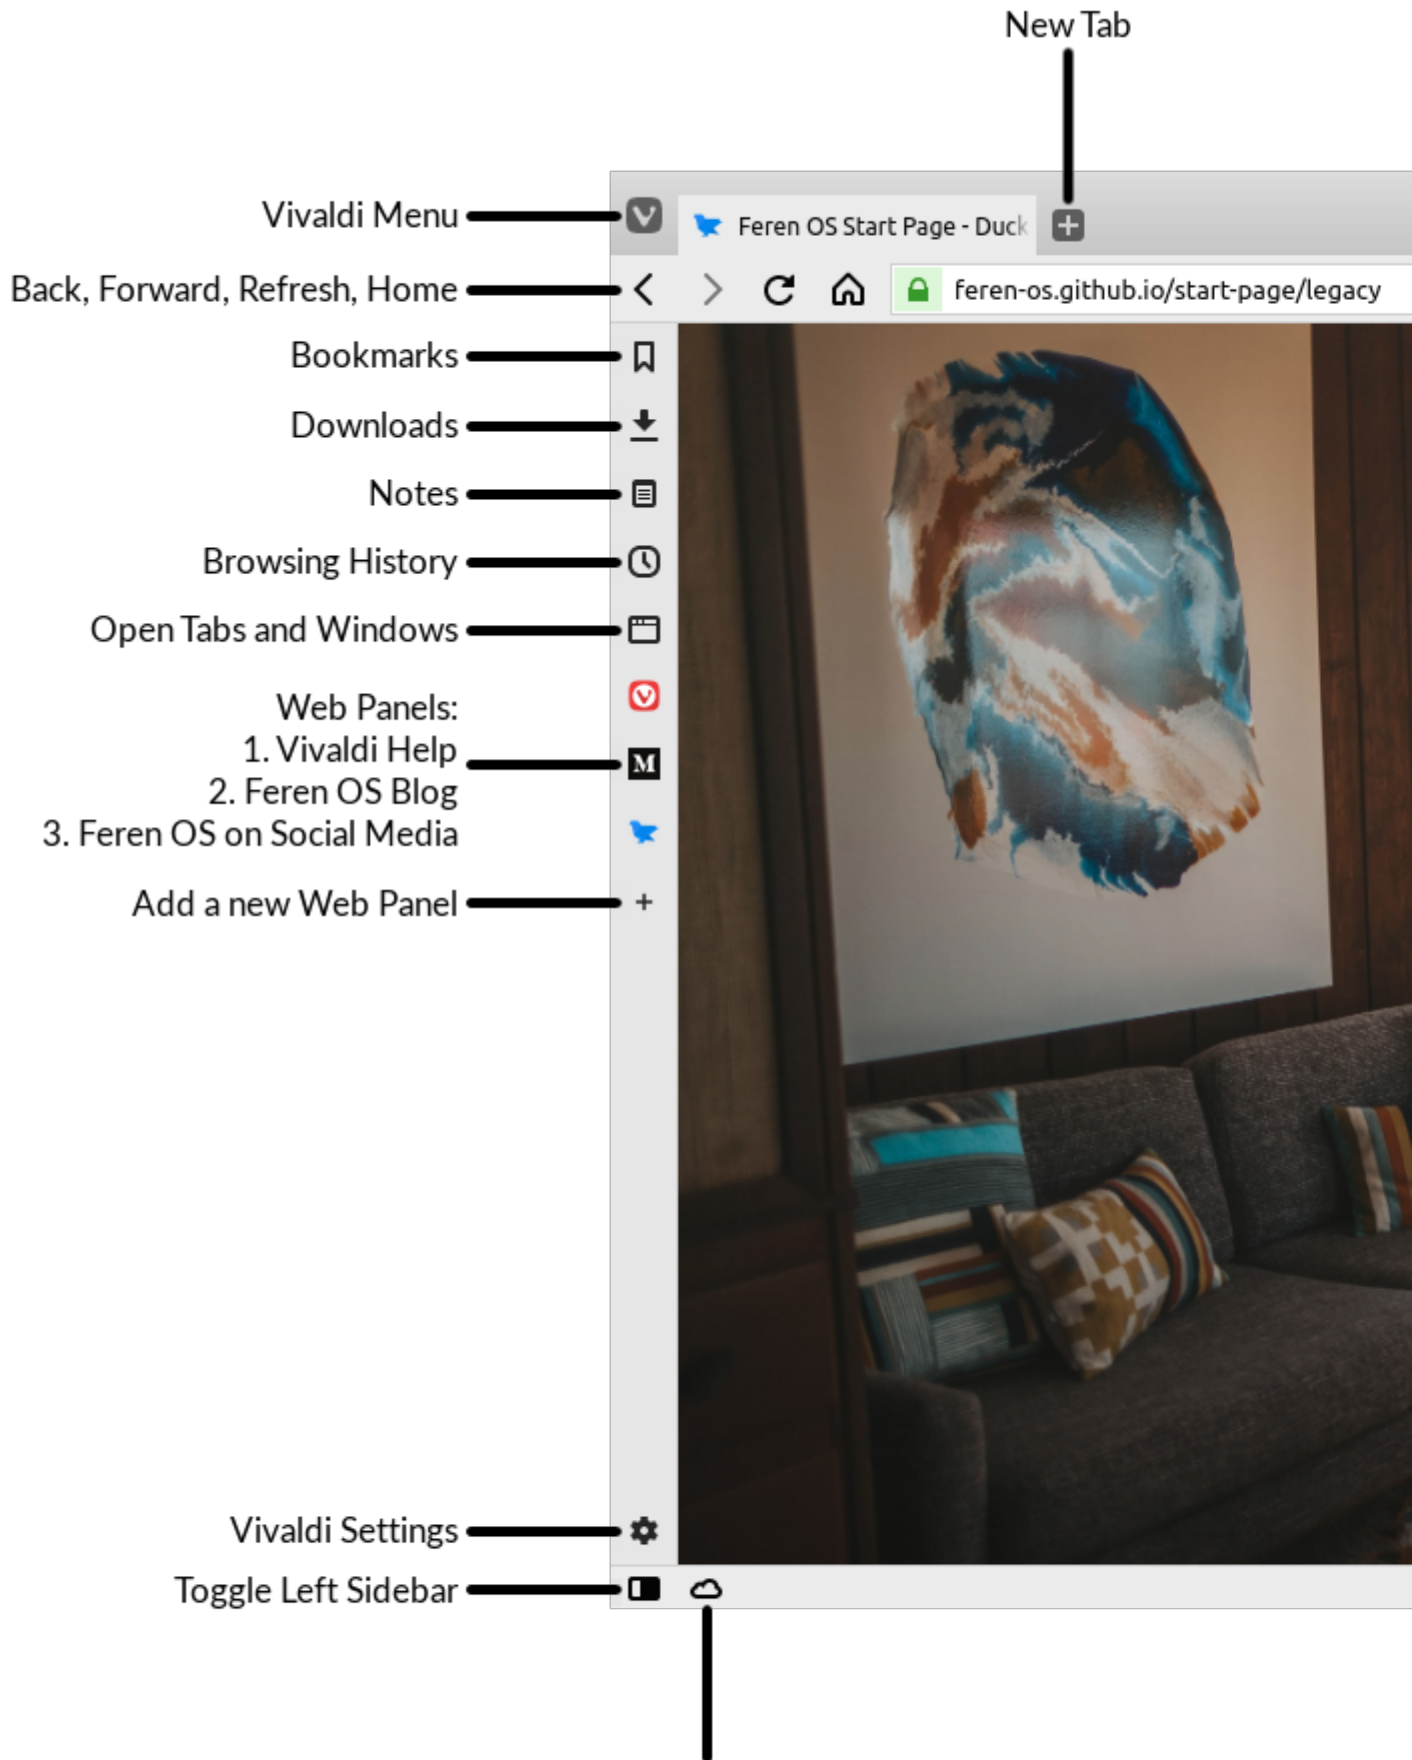 New Tab
Vivaldi Menu
Feren OS Start Page - Duck
Back, Forward, Refresh, Home
feren-os.github.io/start-page/legacy
Bookmarks
Downloads
Notes
Browsing History
Open Tabs and Windows
Web Panels:
1. Vivaldi Help
2. Feren OS Blog
3. Feren OS on Social Media
M
Add a new Web Panel
Vivaldi Settings
Toggle Left Sidebar